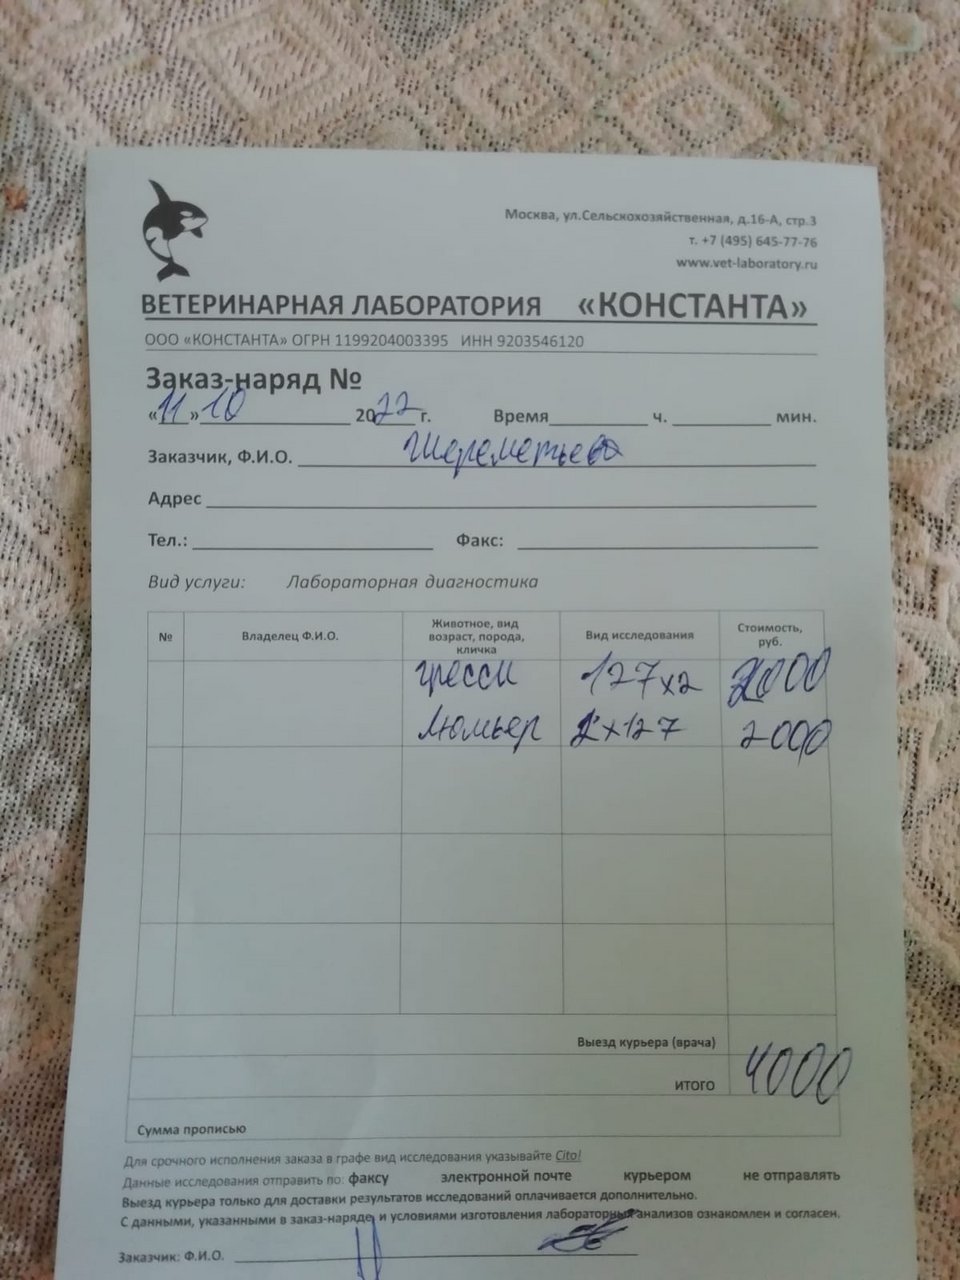 Москва, ул.Сельскохозяйственная, д.16-А, стр.3
т. +7 (495) 645-77-76
www.vet-laboratory.ru
ВЕТЕРИНАРНАЯ ЛАБОРАТОРИЯ «КОНСТАНТА»
ООО «КОНСТАНТА» ОГРН 1199204003395 ИНН 9203546120
Заказ-наряд №
«11» 10 2022 г. Время ч. мин.
Заказчик, Ф.И.О. Шереметьева
Адрес
Тел.: Факс:
Вид услуги: Лабораторная диагностика
№ Владелец Ф.И.О. Животное, вид возраст, порода, кличка Вид исследования Стоимость, руб.
Гресси 127х2 2000
Люмьер 2х127 2000
Выезд курьера (врача)
ИТОГО 4000
Сумма прописью
Для срочного исполнения заказа в графе вид исследования указывайте Cito!
Данные исследования отправить по: факсу электронной почте курьером не отправлять
Выезд курьера только для доставки результатов исследований оплачивается дополнительно.
С данными, указанными в заказ-наряде, и условиями изготовления лабораторных анализов ознакомлен и согласен.
Заказчик: Ф.И.О.